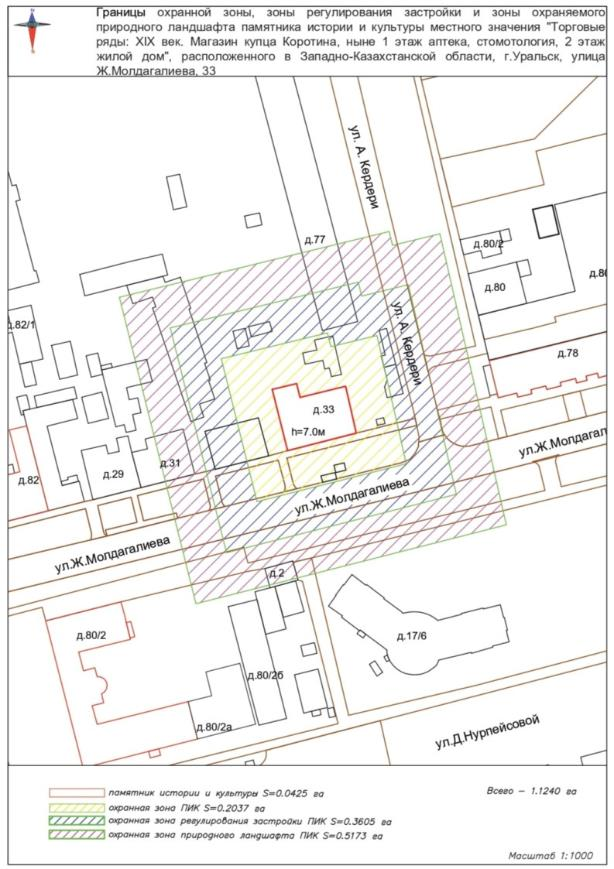 Границы охранной зоны, зоны регулирования застройки и зоны охраняемого
природного ландшафта памятника истории и культуры местного значения "Торговые
ряды: XIX век. Магазин купца Коротина, ныне 1 этаж аптека, стомотология, 2 этаж
жилой дом", расположенного в Западно-Казахстанской области, г.Уральск, улица
Ж.Молдагалиева, 33
ул. А. Кердери
д.77
д.80/2
д.80
д.80
д.82/1
ул. А. Кердери
д.78
д.33
h=7.0м
ул.Ж.Молдагал
д.31
д.29
д.82
ул.Ж.Молдагалиева
ул.Ж.Молдагалиева
д.2
д.80/2
д.17/6
д.80/2б
д.80/2а
ул.Д.Нурпейсовой
памятник истории и культуры S=0.0425 га
Всего – 1.1240 га
охранная зона ПИК S=0.2037 га
охранная зона регулирования застройки ПИК S=0.3605 га
охранная зона природного ландшафта ПИК S=0.5173 га
Масштаб 1:1000